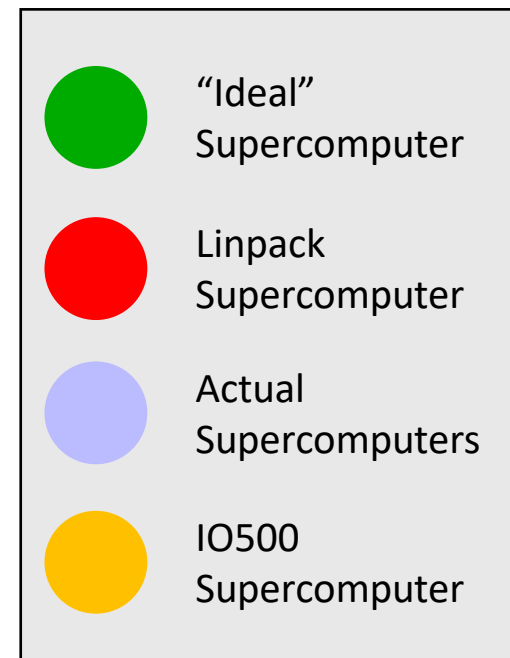 “Ideal”
Supercomputer
Linpack
Supercomputer
Actual
Supercomputers
IO500
Supercomputer